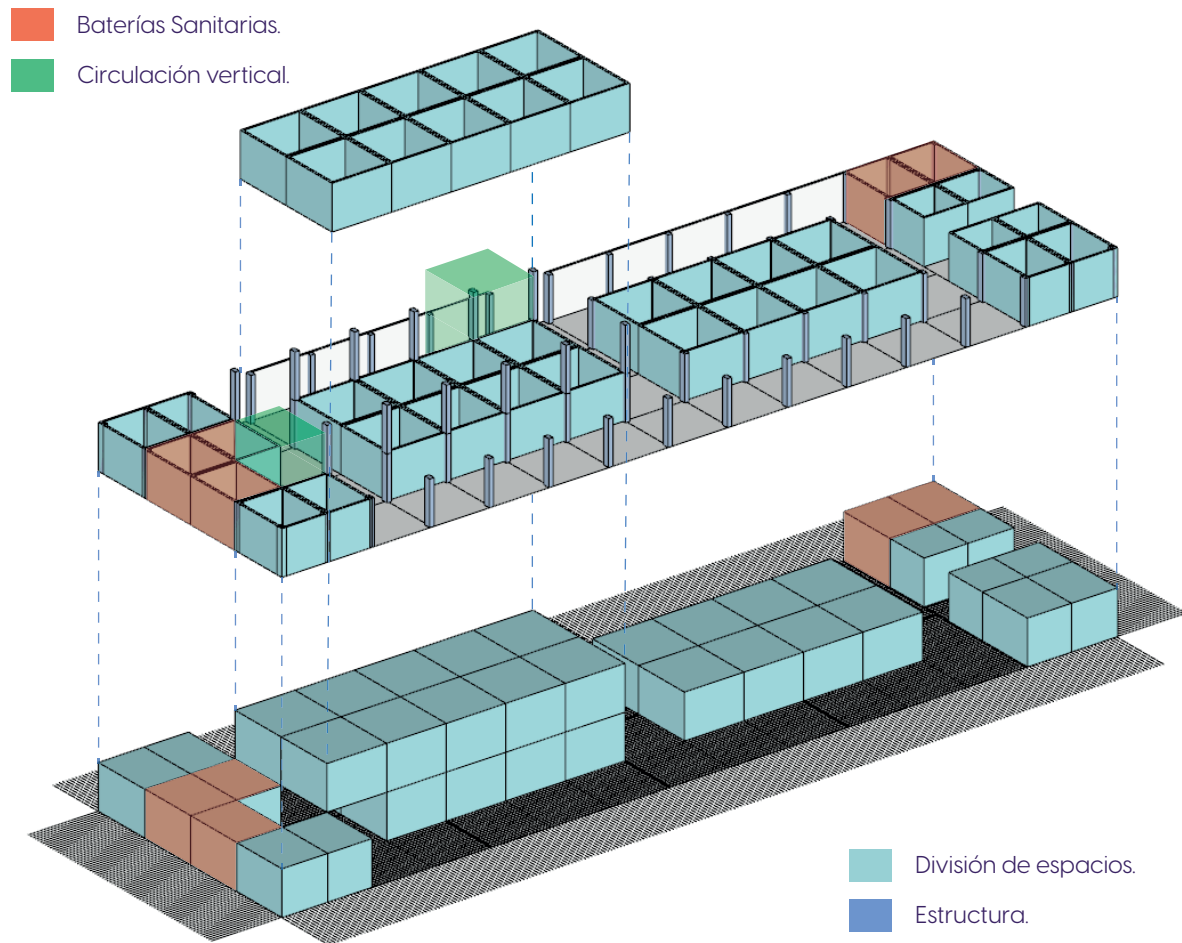 Baterías Sanitarias.
Circulación vertical.
División de espacios.
Estructura.